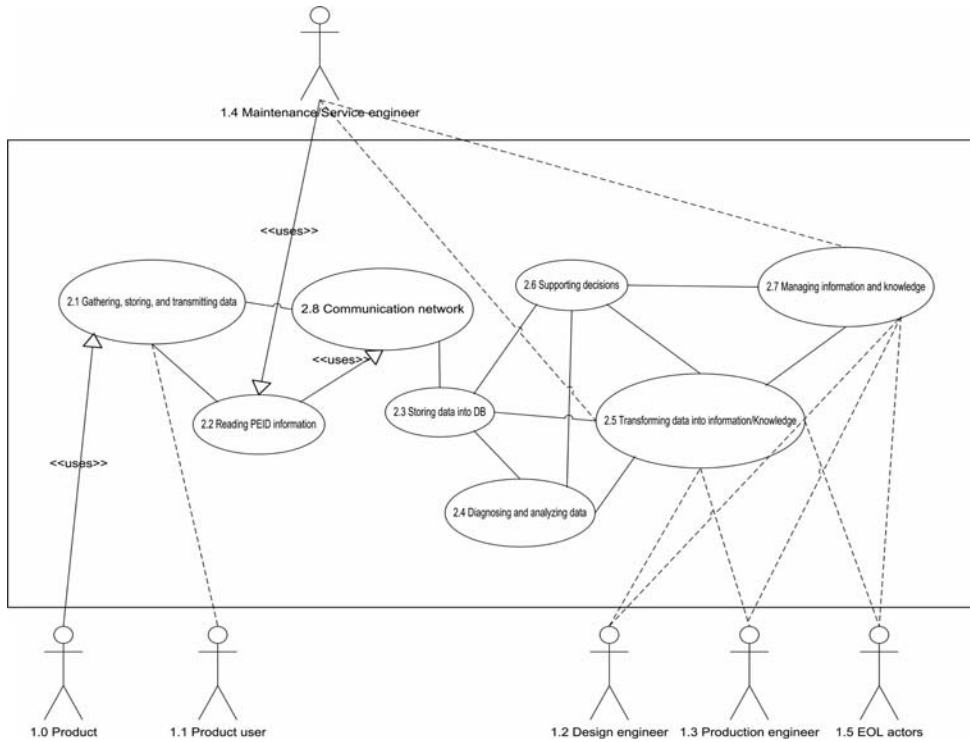 1.4 Maintenance/Service engineer
<<uses>>
2.6 Supporting decisions
2.7 Managing information and knowledge
2.1 Gathering, storing, and transmitting data
2.8 Communication network
<<uses>>
2.3 Storing data into DB
2.5 Transforming data into information/Knowledge
2.2 Reading PEID information
<<uses>>
2.4 Diagnosing and analyzing data
1.0 Product
1.1 Product user
1.2 Design engineer
1.3 Production engineer
1.5 EOL actors